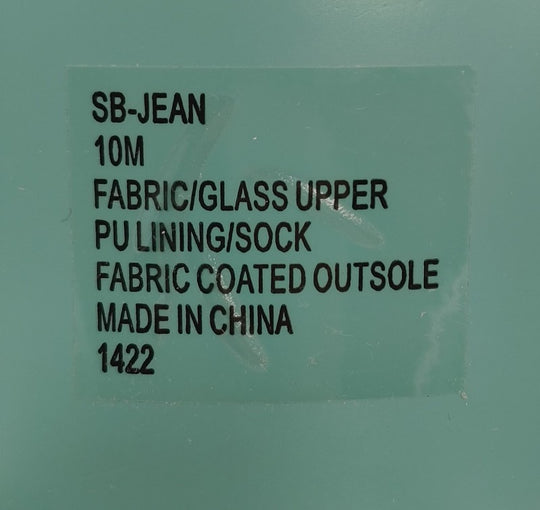 SB-JEAN
10M
FABRIC/GLASS UPPER
PU LINING/SOCK
FABRIC COATED OUTSOLE
MADE IN CHINA
1422